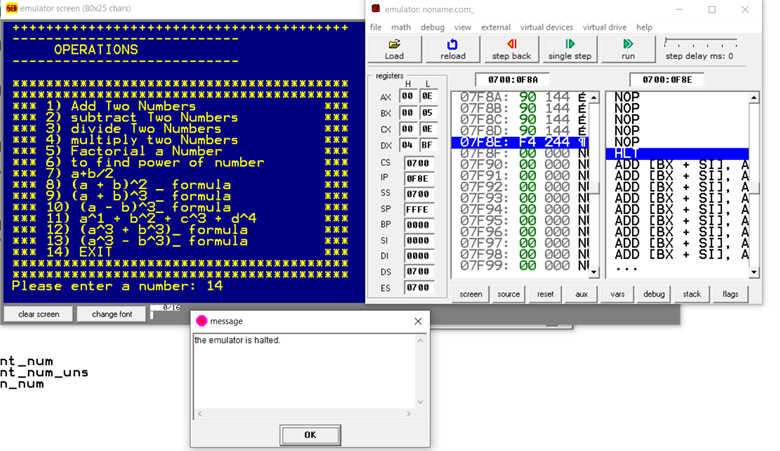 emulator screen (80x25 chars)
++++++++++++++++++++++++++++++++++++++
----------------------------
OPERATIONS
----------------------------
**************************************
**************************************
*** 1) Add Two Numbers ***
*** 2) subtract Two Numbers ***
*** 3) divide Two Numbers ***
*** 4) multiply two Numbers ***
*** 5) Factorial a Number ***
*** 6) to find power of number ***
*** 7) a+b/2 ***
*** 8) (a + b)^2 _ formula ***
*** 9) (a + b)^3_ formula ***
*** 10) (a - b)^3_ formula ***
*** 11) a^1 + b^2 + c^3 + d^4 ***
*** 12) (a^3 + b^3)_ formula ***
*** 13) (a^3 - b^3)_ formula ***
*** 14) EXIT ***
**************************************
**************************************
Please enter a number: 14
clear screen
change font
0/16
emulator: noname.com_
file math debug view external virtual devices virtual drive help
Load reload step back single step run step delay ms: 0
registers
H L
AX 00 0E
BX 00 05
CX 00 0E
DX 04 BF
CS 0700
IP 0F8E
SS 0700
SP FFFE
BP 0000
SI 0000
DI 0000
DS 0700
ES 0700
0700:0F8A
07F8A: 90 144 É
07F8B: 90 144 É
07F8C: 90 144 É
07F8D: 90 144 É
07F8E: F4 244 ¶
07F8F: 00 000 NU
07F90: 00 000 NU
07F91: 00 000 NU
07F92: 00 000 NU
07F93: 00 000 NU
07F94: 00 000 NU
07F95: 00 000 NU
07F96: 00 000 NU
07F97: 00 000 NU
07F98: 00 000 NU
07F99: 00 000 NU
0700:0F8E
NOP
NOP
NOP
NOP
NOP
HLT
ADD [BX + SI], A
ADD [BX + SI], A
ADD [BX + SI], A
ADD [BX + SI], A
ADD [BX + SI], A
ADD [BX + SI], A
ADD [BX + SI], A
ADD [BX + SI], A
ADD [BX + SI], A
...
screen source reset aux vars debug stack flags
message
the emulator is halted.
OK
nt_num
nt_num_uns
n_num